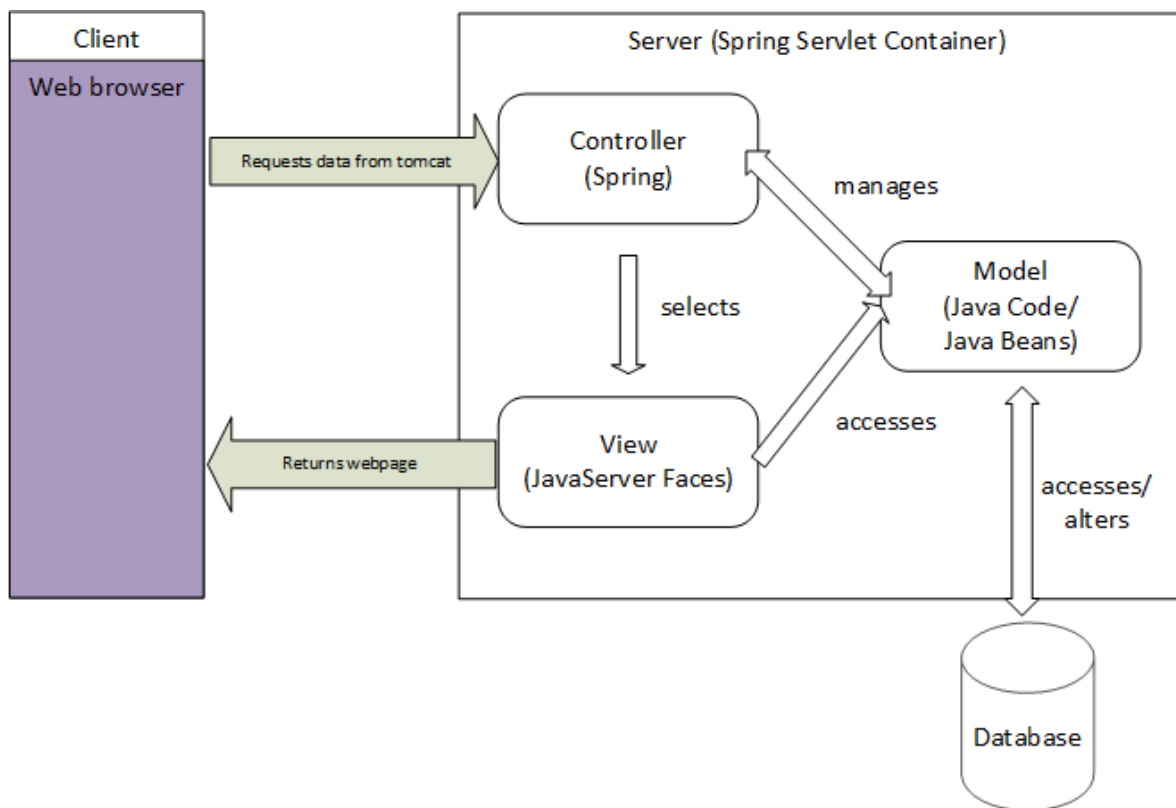 Client
Web browser
Server (Spring Servlet Container)
Requests data from tomcat
Controller
(Spring)
manages
Model
(Java Code/
Java Beans)
selects
accesses
View
(JavaServer Faces)
Returns webpage
accesses/
alters
Database